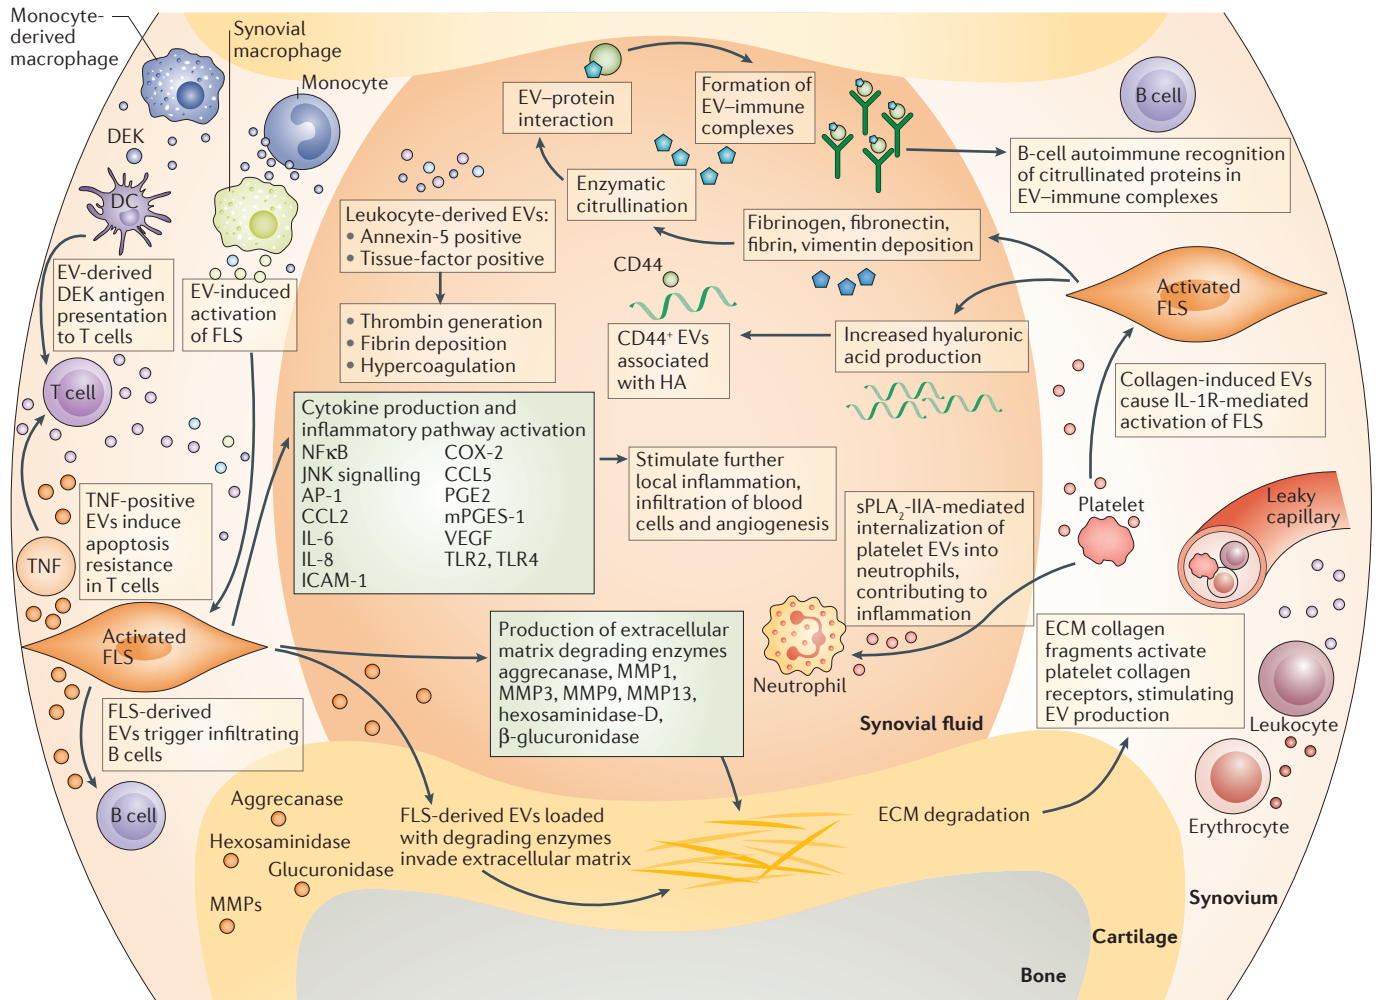 Monocyte-
derived
macrophage
Synovial
macrophage
Monocyte
DEK
DC
EV-derived
DEK antigen
presentation
to T cells
EV-induced
activation
of FLS
T cell
TNF-positive
EVs induce
apoptosis
resistance
in T cells
TNF
Activated
FLS
FLS-derived
EVs trigger infiltrating
B cells
B cell
Aggrecanase
Hexosaminidase
Glucuronidase
MMPs
Leukocyte-derived EVs:
• Annexin-5 positive
• Tissue-factor positive
• Thrombin generation
• Fibrin deposition
• Hypercoagulation
Cytokine production and
inflammatory pathway activation
NFκB COX-2
JNK signalling CCL5
AP-1 PGE2
CCL2 mPGES-1
IL-6 VEGF
IL-8 TLR2, TLR4
ICAM-1
Stimulate further
local inflammation,
infiltration of blood
cells and angiogenesis
Production of extracellular
matrix degrading enzymes
aggrecanase, MMP1,
MMP3, MMP9, MMP13,
hexosaminidase-D,
β-glucuronidase
FLS-derived EVs loaded
with degrading enzymes
invade extracellular matrix
EV–protein
interaction
Formation of
EV–immune
complexes
Enzymatic
citrullination
Fibrinogen, fibronectin,
fibrin, vimentin deposition
CD44
CD44⁺ EVs
associated
with HA
Increased hyaluronic
acid production
B cell
B-cell autoimmune recognition
of citrullinated proteins in
EV–immune complexes
Activated
FLS
Collagen-induced EVs
cause IL-1R-mediated
activation of FLS
Platelet
Leaky
capillary
sPLA₂-IIA-mediated
internalization of
platelet EVs into
neutrophils,
contributing to
inflammation
Neutrophil
Synovial fluid
ECM collagen
fragments activate
platelet collagen
receptors, stimulating
EV production
Leukocyte
Erythrocyte
ECM degradation
Synovium
Cartilage
Bone